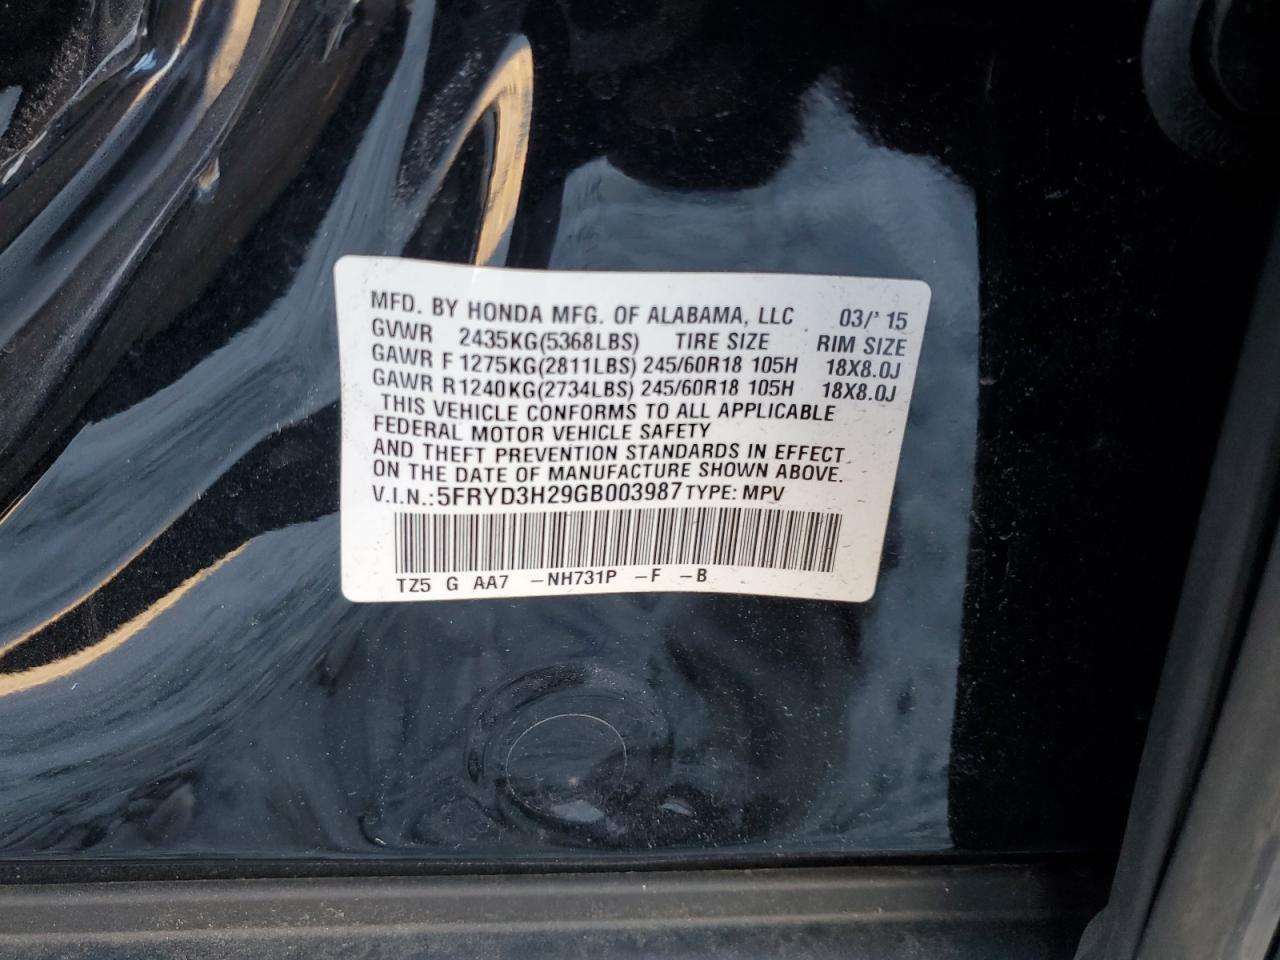 MFD. BY HONDA MFG. OF ALABAMA, LLC 03/' 15
GVWR 2435KG(5368LBS) TIRE SIZE RIM SIZE
GAWR F 1275KG(2811LBS) 245/60R18 105H 18X8.0J
GAWR R1240KG(2734LBS) 245/60R18 105H 18X8.0J
THIS VEHICLE CONFORMS TO ALL APPLICABLE
FEDERAL MOTOR VEHICLE SAFETY
AND THEFT PREVENTION STANDARDS IN EFFECT
ON THE DATE OF MANUFACTURE SHOWN ABOVE.
V.I.N.:5FRYD3H29GB003987 TYPE: MPV
TZ5 G AA7 -NH731P -F -B